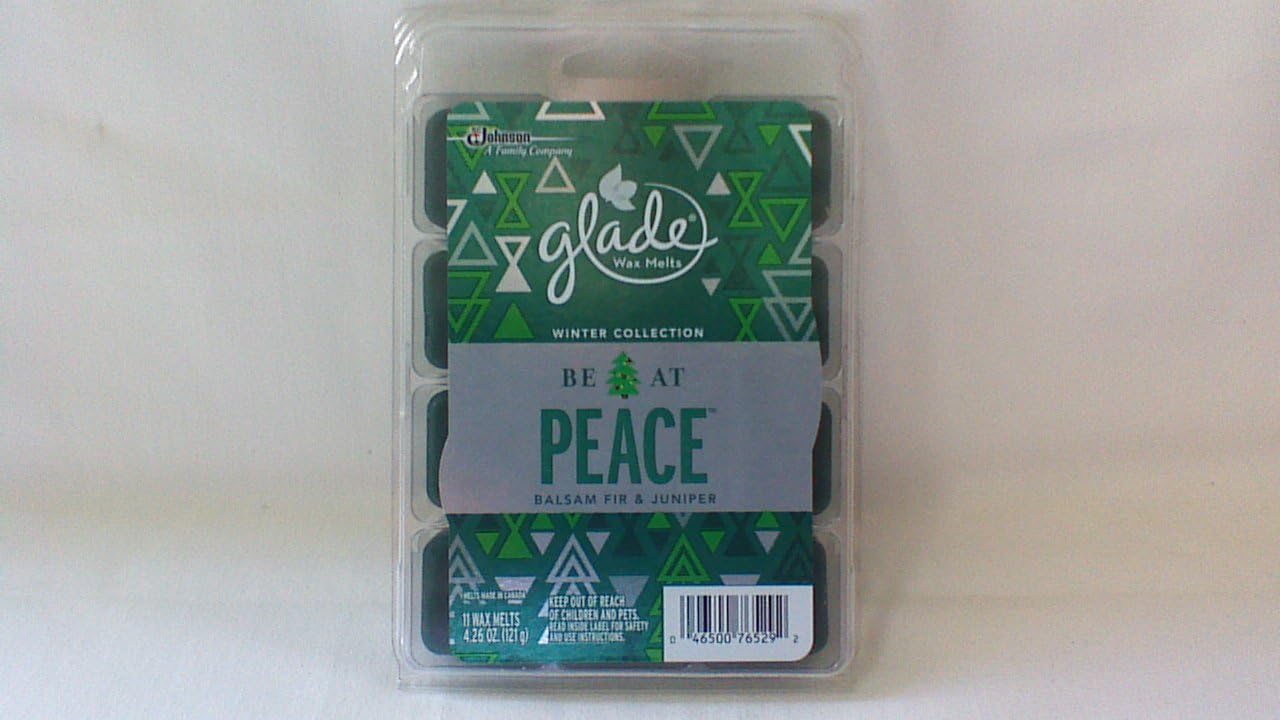 SC Johnson
A Family Company
glade®
Wax Melts
WINTER COLLECTION
BE AT
PEACE™
BALSAM FIR & JUNIPER
MELTS MADE IN CANADA
11 WAX MELTS
4.26 OZ. (121 g)
KEEP OUT OF REACH
OF CHILDREN AND PETS.
READ INSIDE LABEL FOR SAFETY
AND USE INSTRUCTIONS.
0 46500 76529 2